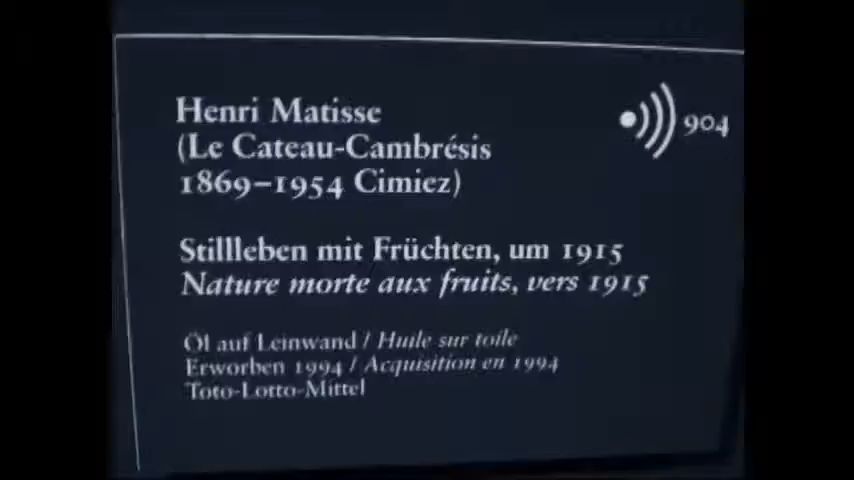 Henri Matisse
(Le Cateau-Cambrésis
1869–1954 Cimiez)
904
Stillleben mit Früchten, um 1915
Nature morte aux fruits, vers 1915
Öl auf Leinwand / Huile sur toile
Erworben 1994 / Acquisition en 1994
Toto-Lotto-Mittel